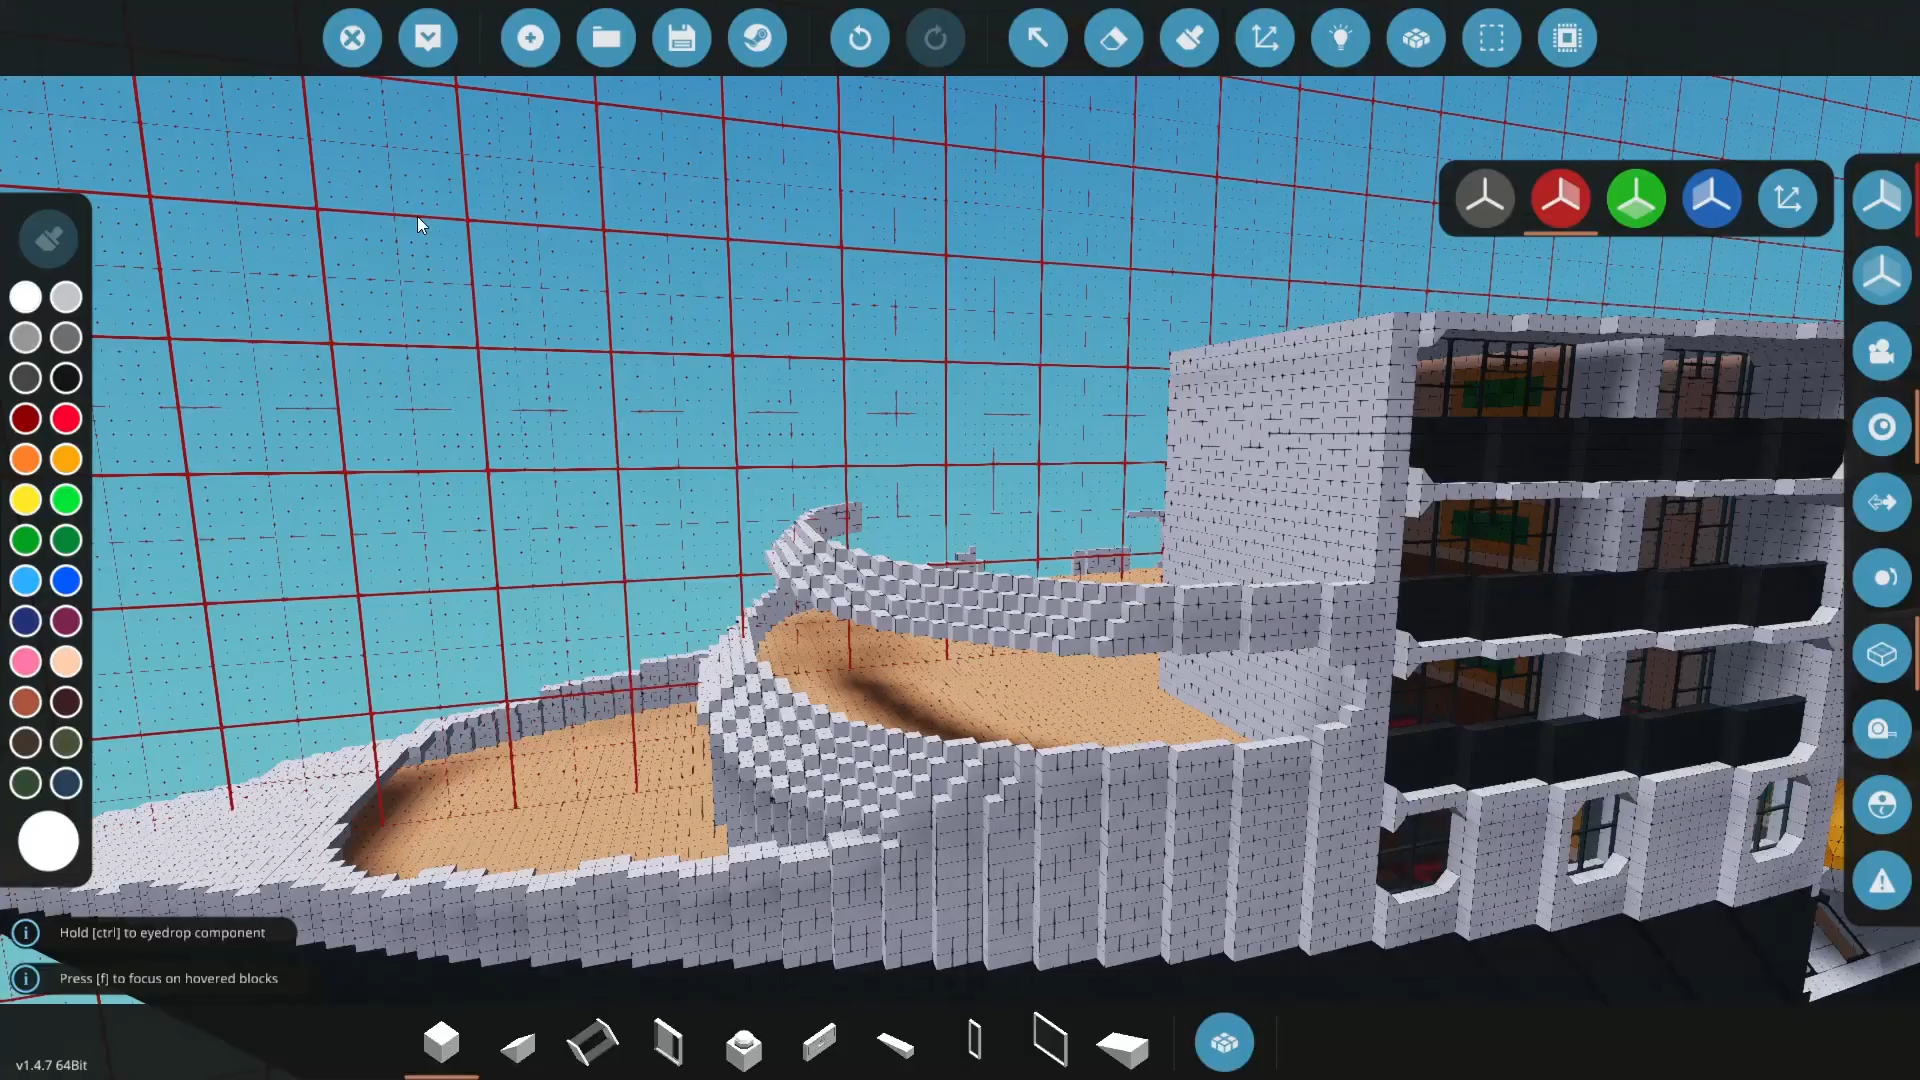 Hold [ctrl] to eyedrop component
Press [f] to focus on hovered blocks
v1.4.7 64Bit